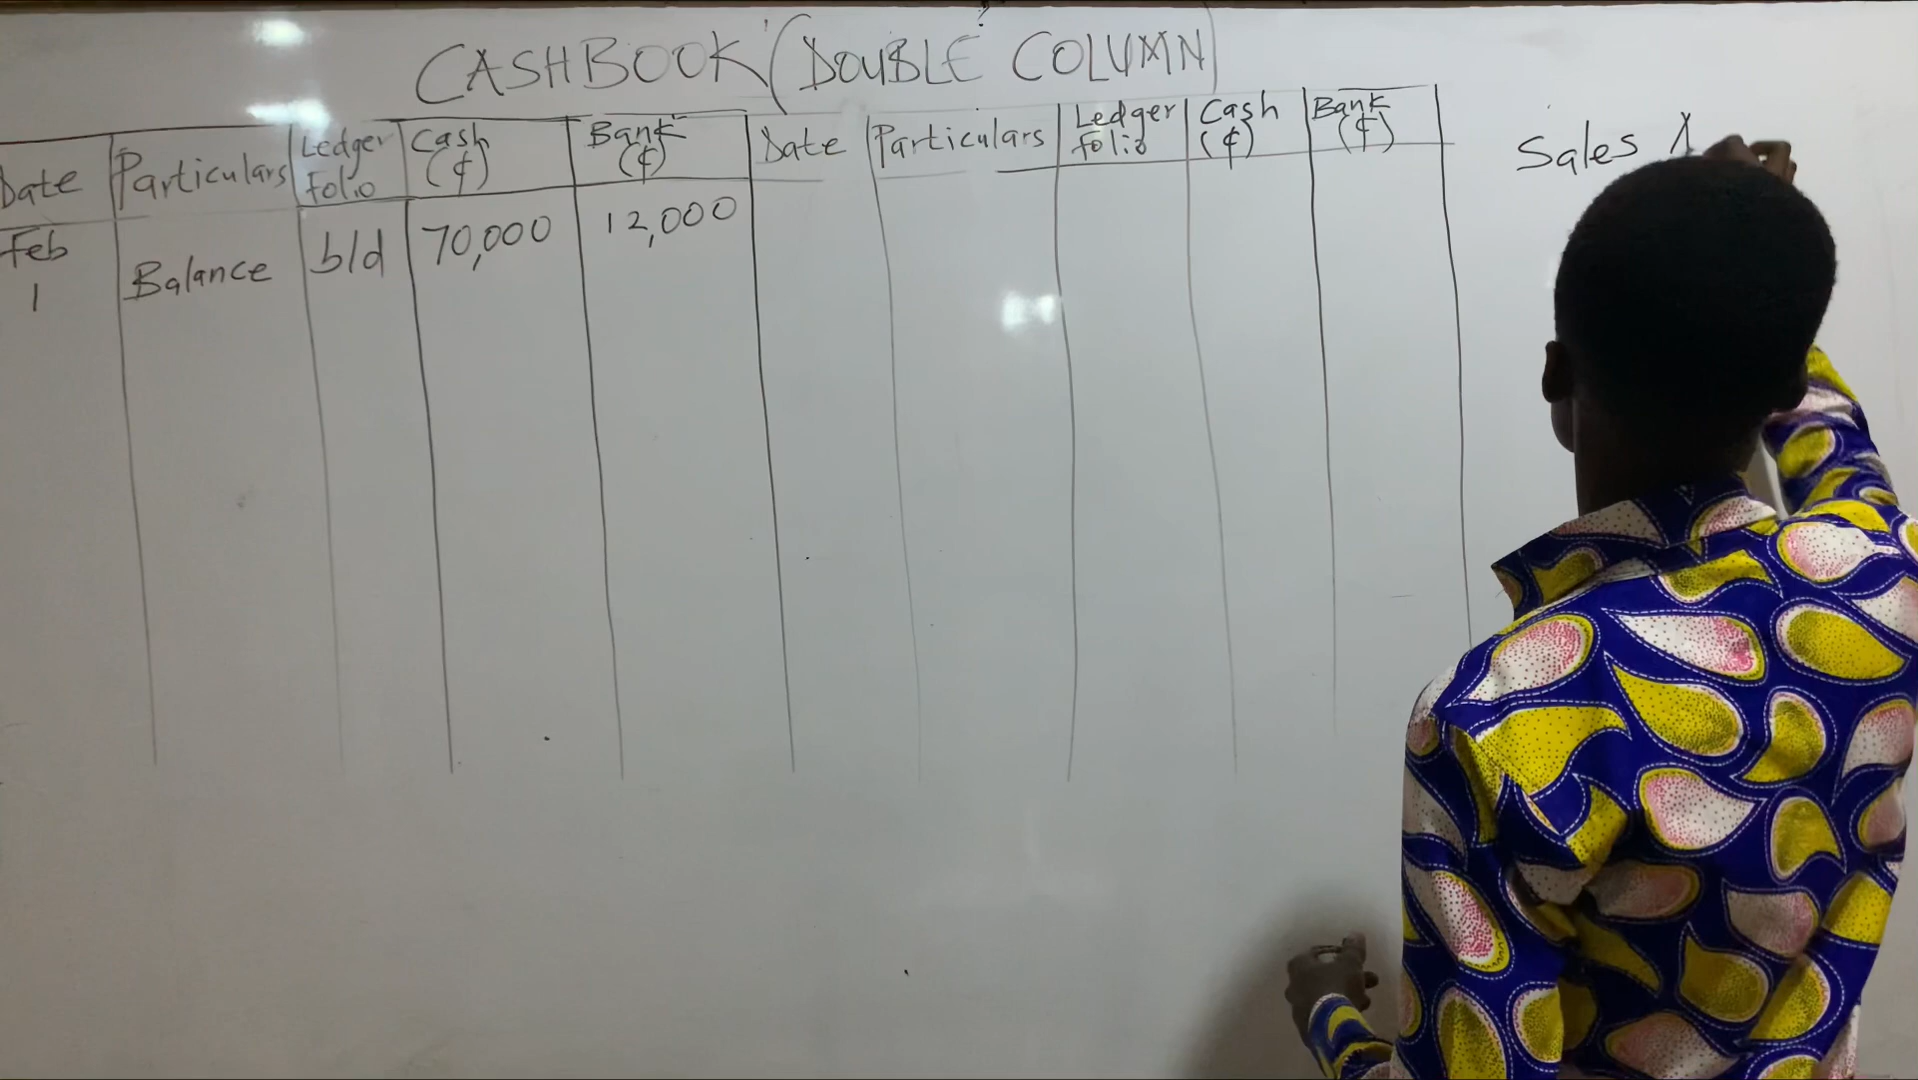 CASHBOOK (DOUBLE COLUMN)
Date Particulars Ledger folio Cash (₵) Bank (₵) Date Particulars Ledger folio Cash (₵) Bank (₵)
Feb 1 Balance b/d 70,000 12,000
Sales